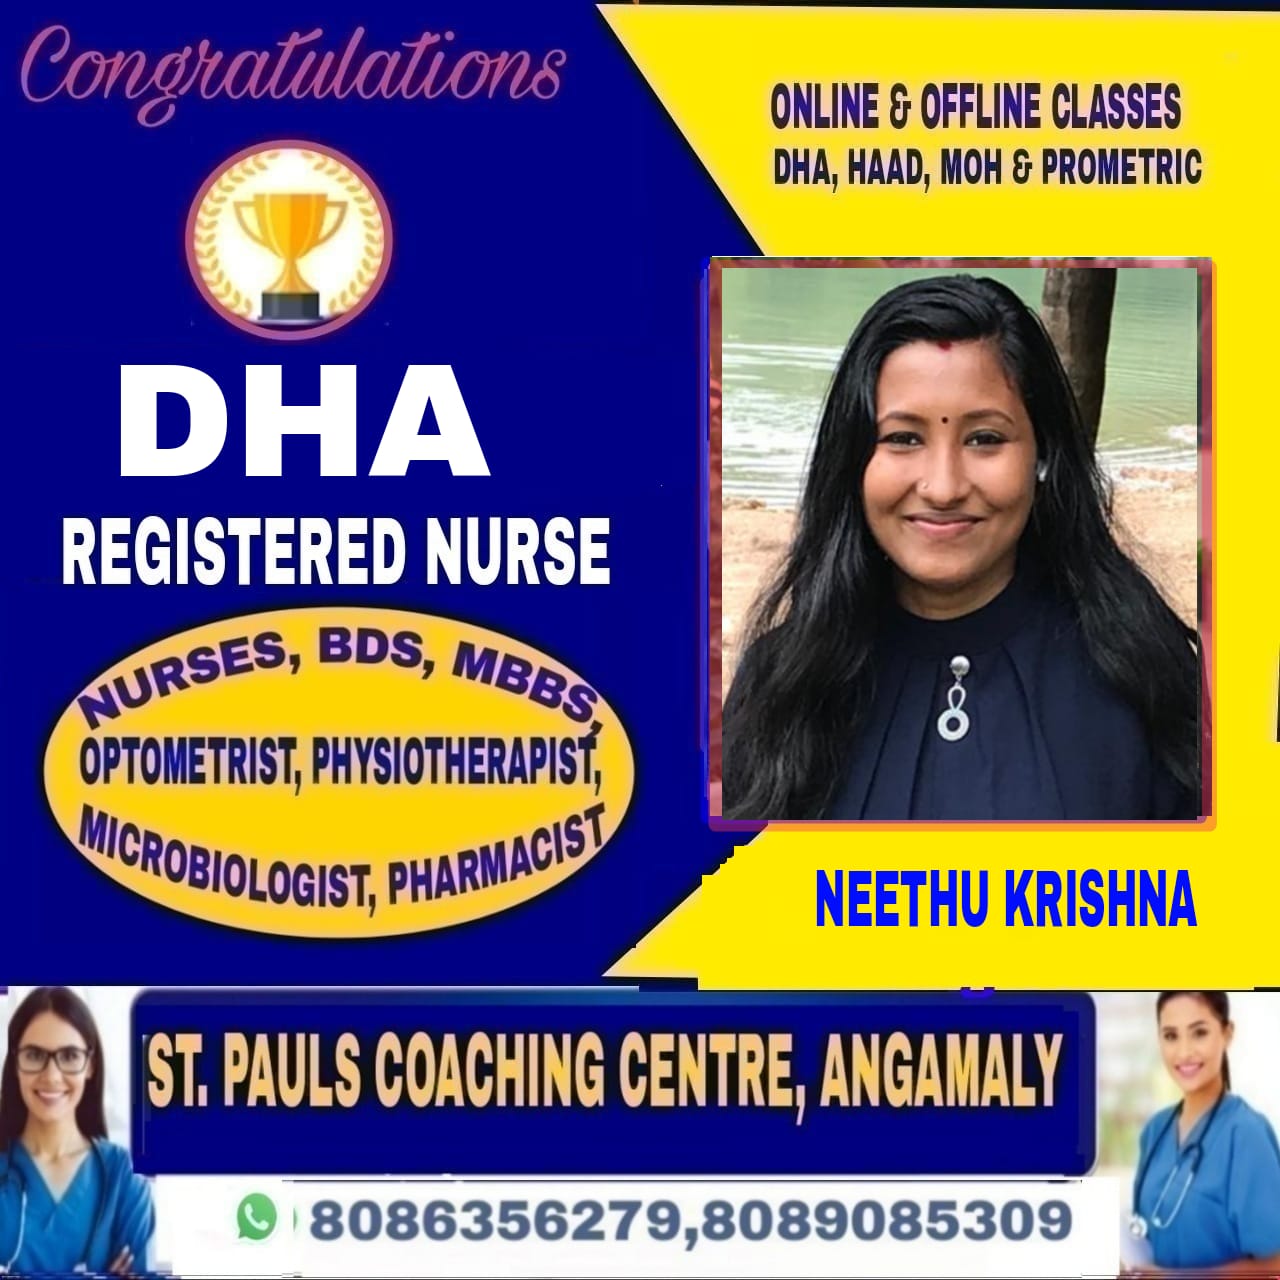 Congratulations
ONLINE & OFFLINE CLASSES
DHA, HAAD, MOH & PROMETRIC
DHA
REGISTERED NURSE
NURSES, BDS, MBBS,
OPTOMETRIST, PHYSIOTHERAPIST,
MICROBIOLOGIST, PHARMACIST
NEETHU KRISHNA
ST. PAULS COACHING CENTRE, ANGAMALY
8086356279,8089085309